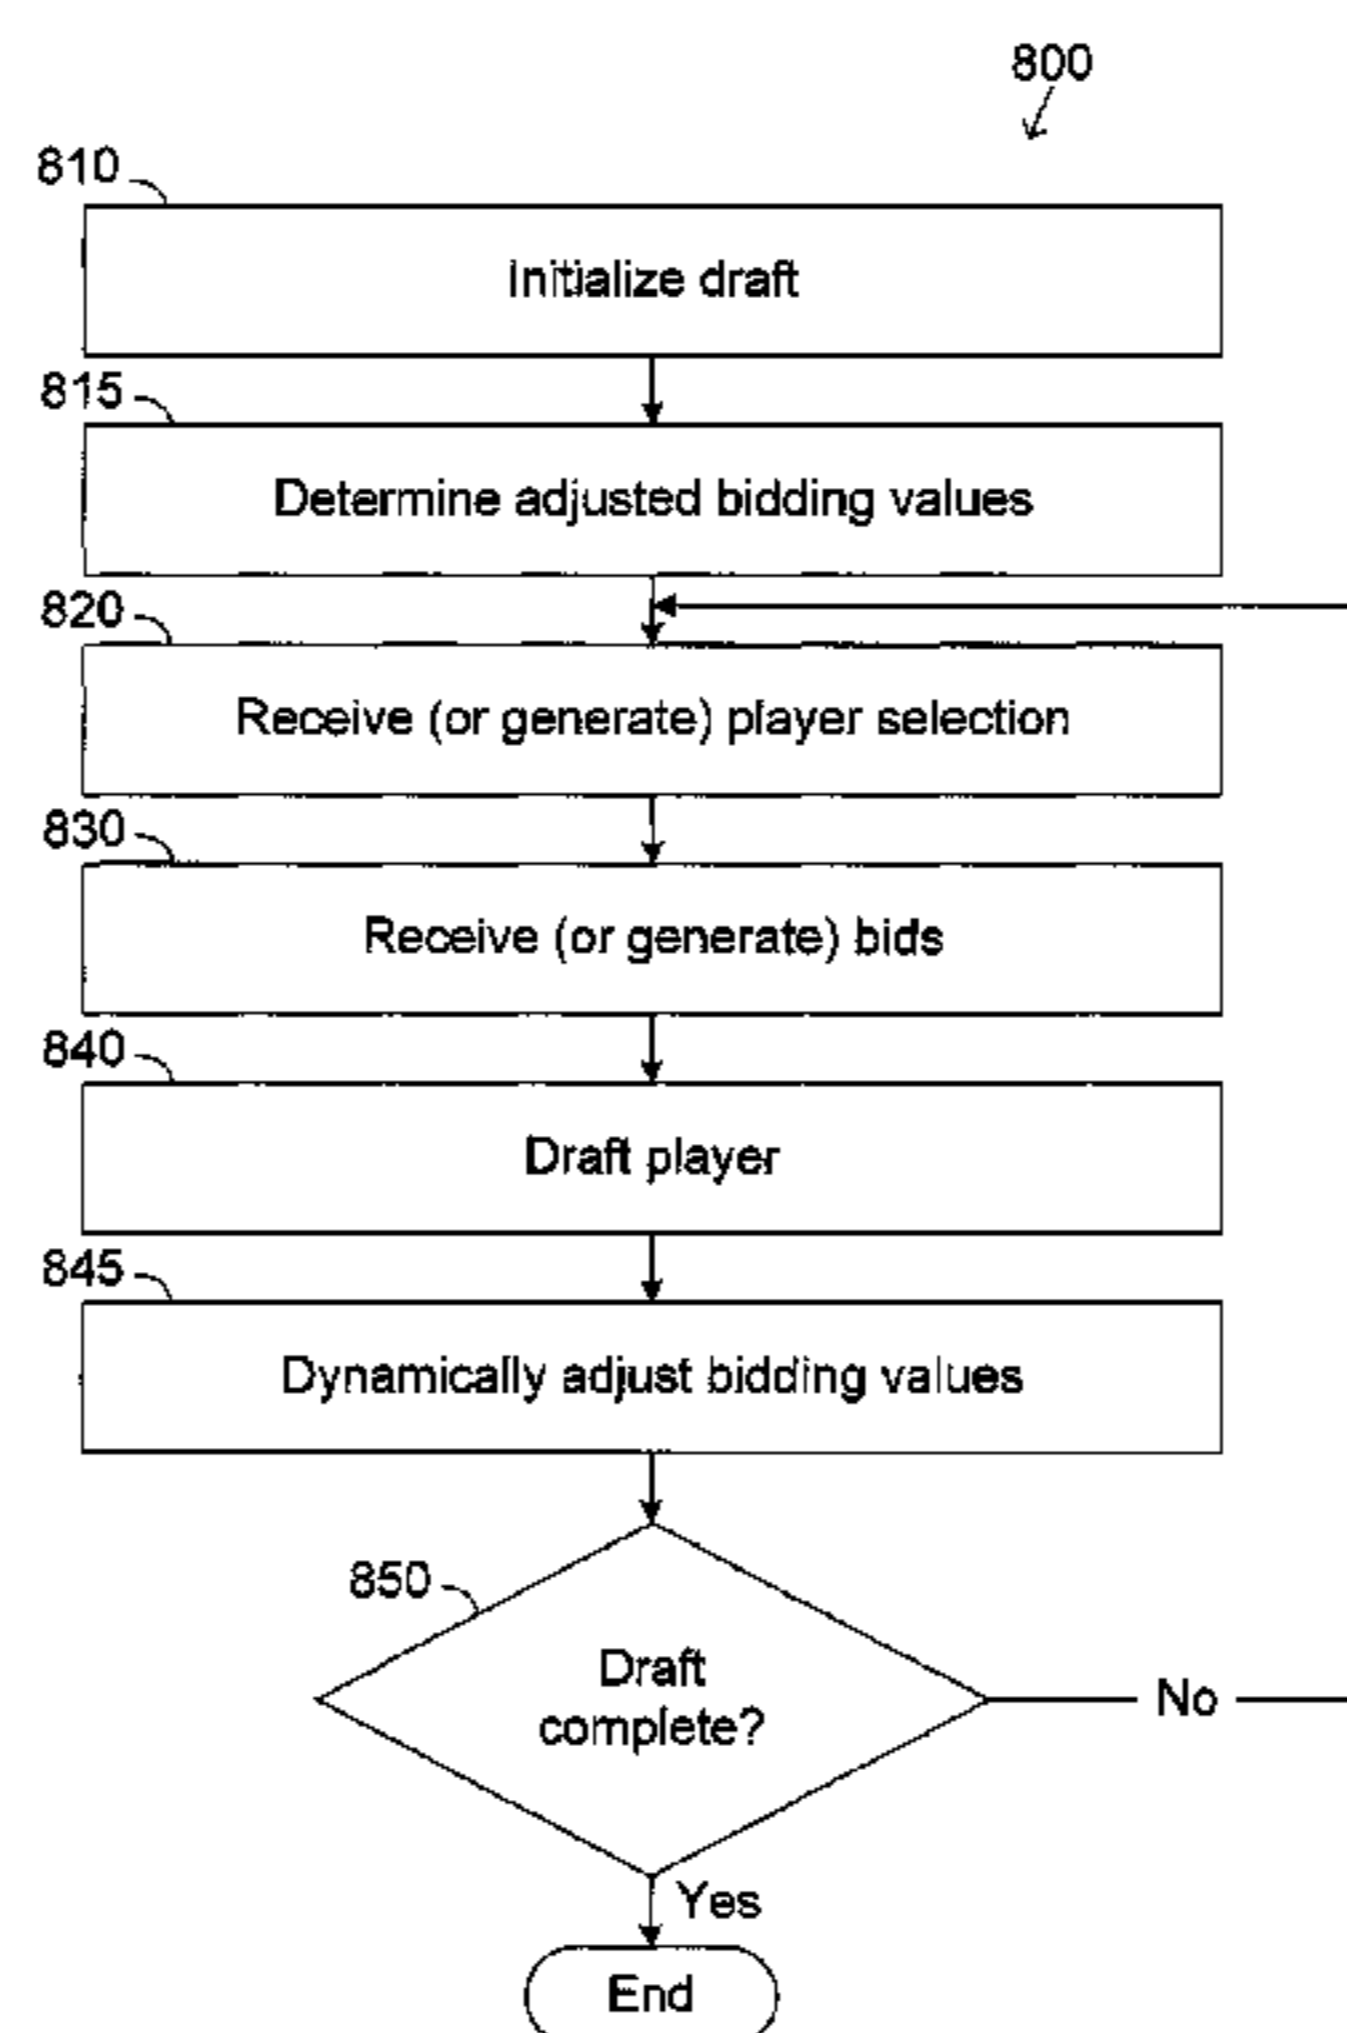 800
810
Initialize draft
815
Determine adjusted bidding values
820
Receive (or generate) player selection
830
Receive (or generate) bids
840
Draft player
845
Dynamically adjust bidding values
850
Draft
complete?
No
Yes
End